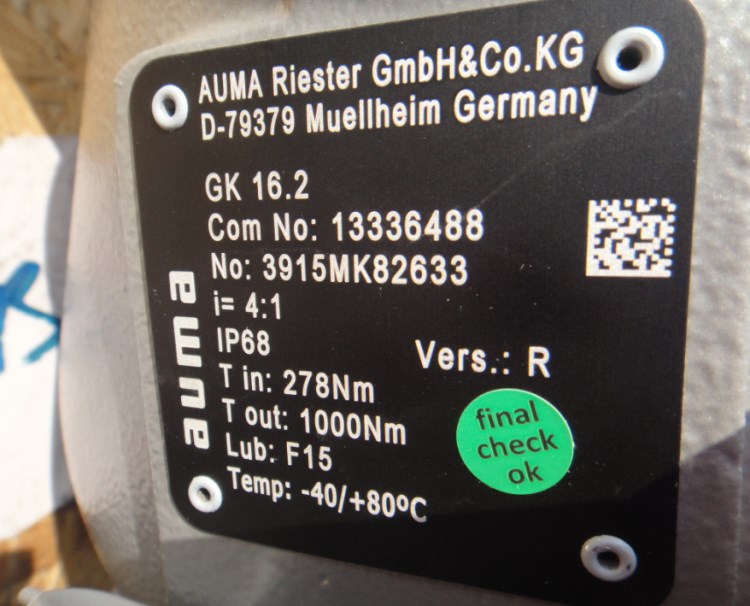 AUMA Riester GmbH&Co.KG
D-79379 Muellheim Germany
GK 16.2
Com No: 13336488
No: 3915MK82633
i= 4:1
IP68
Vers.: R
T in: 278Nm
T out: 1000Nm
Lub: F15
Temp: -40/+80ºC
auma
final
check
ok